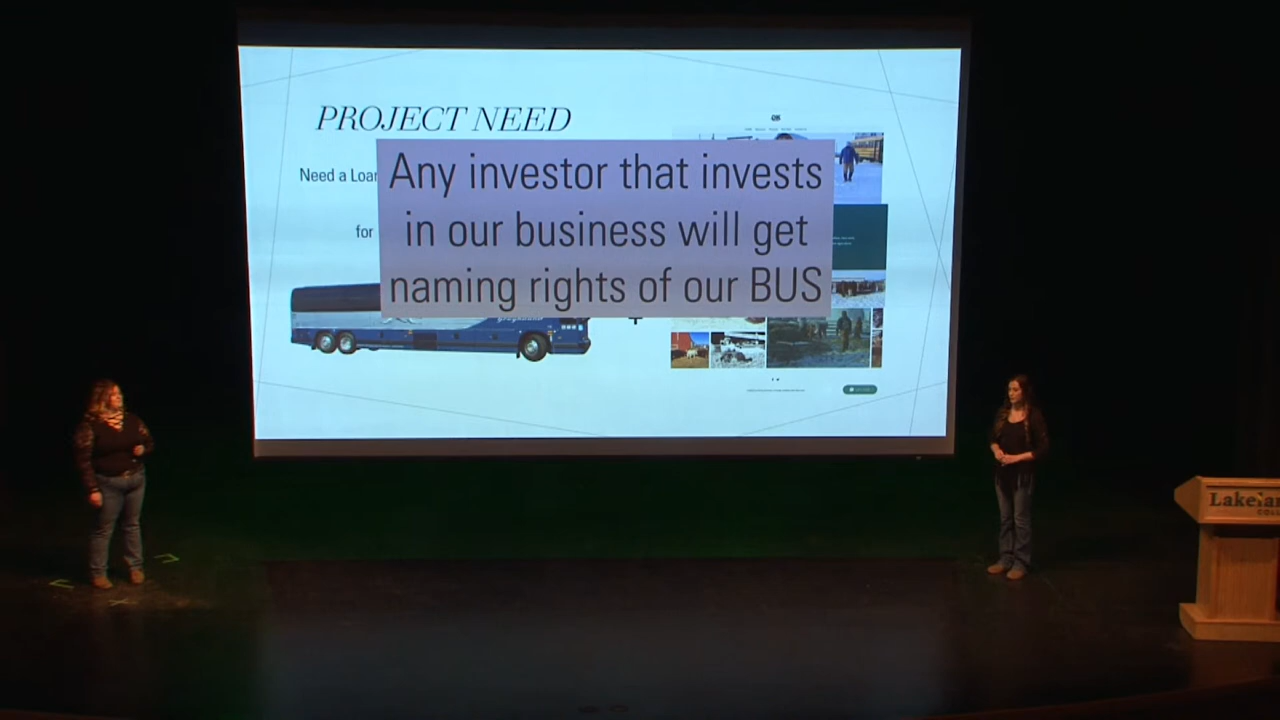 PROJECT NEED
Need a Loan
Any investor that invests
in our business will get
naming rights of our BUS
for
Lakela